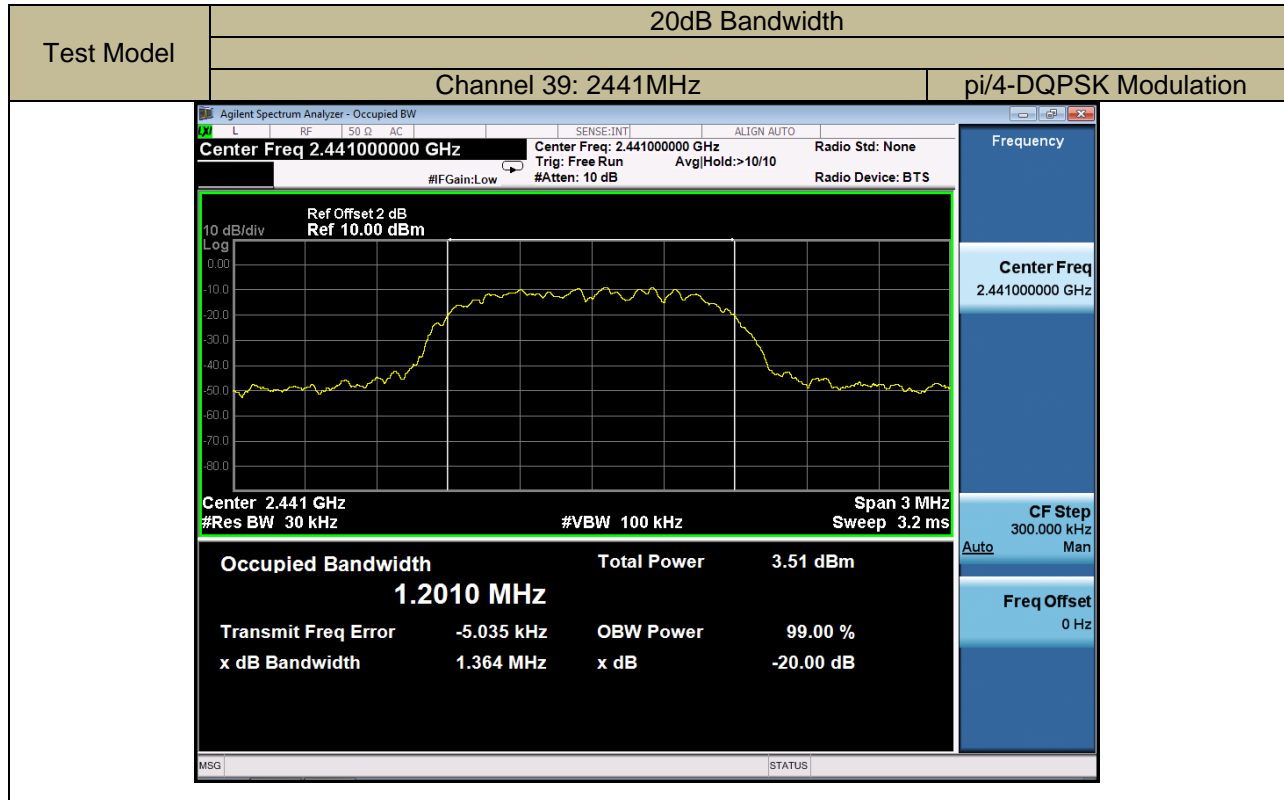 20dB Bandwidth
Test Model
Channel 39: 2441MHz pi/4-DQPSK Modulation
Agilent Spectrum Analyzer - Occupied BW
LXI L RF 50 Ω AC SENSE:INT ALIGN AUTO
Center Freq 2.441000000 GHz Center Freq: 2.441000000 GHz Radio Std: None Frequency
Trig: Free Run Avg|Hold:>10/10
#IFGain:Low #Atten: 10 dB Radio Device: BTS
Ref Offset 2 dB
10 dB/div Ref 10.00 dBm
Log
0.00
-10.0
-20.0
-30.0
-40.0
-50.0
-60.0
-70.0
-80.0
Center 2.441 GHz Span 3 MHz
#Res BW 30 kHz #VBW 100 kHz Sweep 3.2 ms
Center Freq
2.441000000 GHz
CF Step
300.000 kHz
Auto Man
Freq Offset
0 Hz
Occupied Bandwidth Total Power 3.51 dBm
1.2010 MHz
Transmit Freq Error -5.035 kHz OBW Power 99.00 %
x dB Bandwidth 1.364 MHz x dB -20.00 dB
MSG STATUS